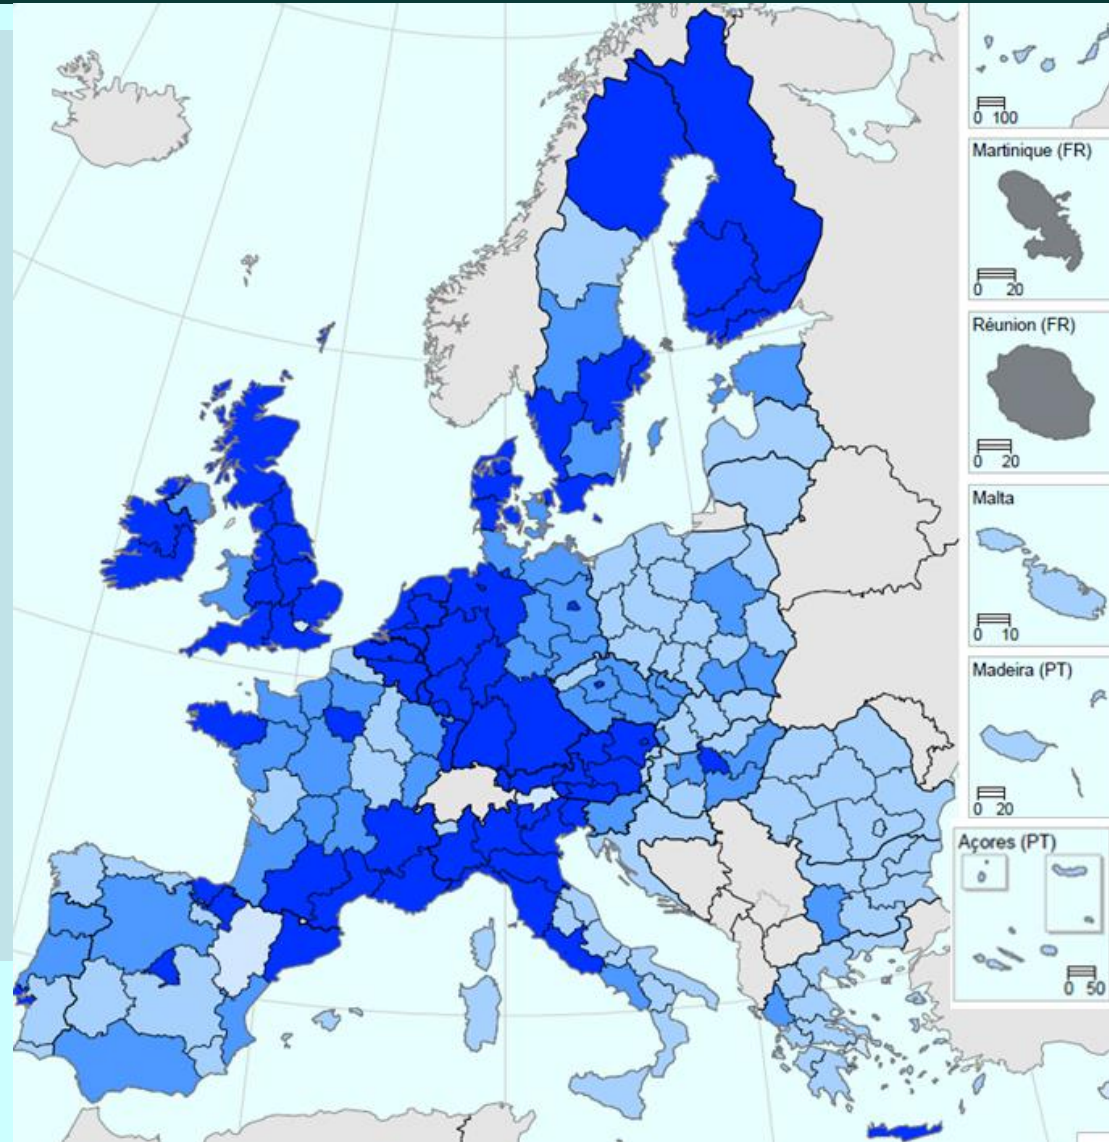 0 100
Martinique (FR)
0 20
Réunion (FR)
0 20
Malta
0 10
Madeira (PT)
0 20
Açores (PT)
0 50